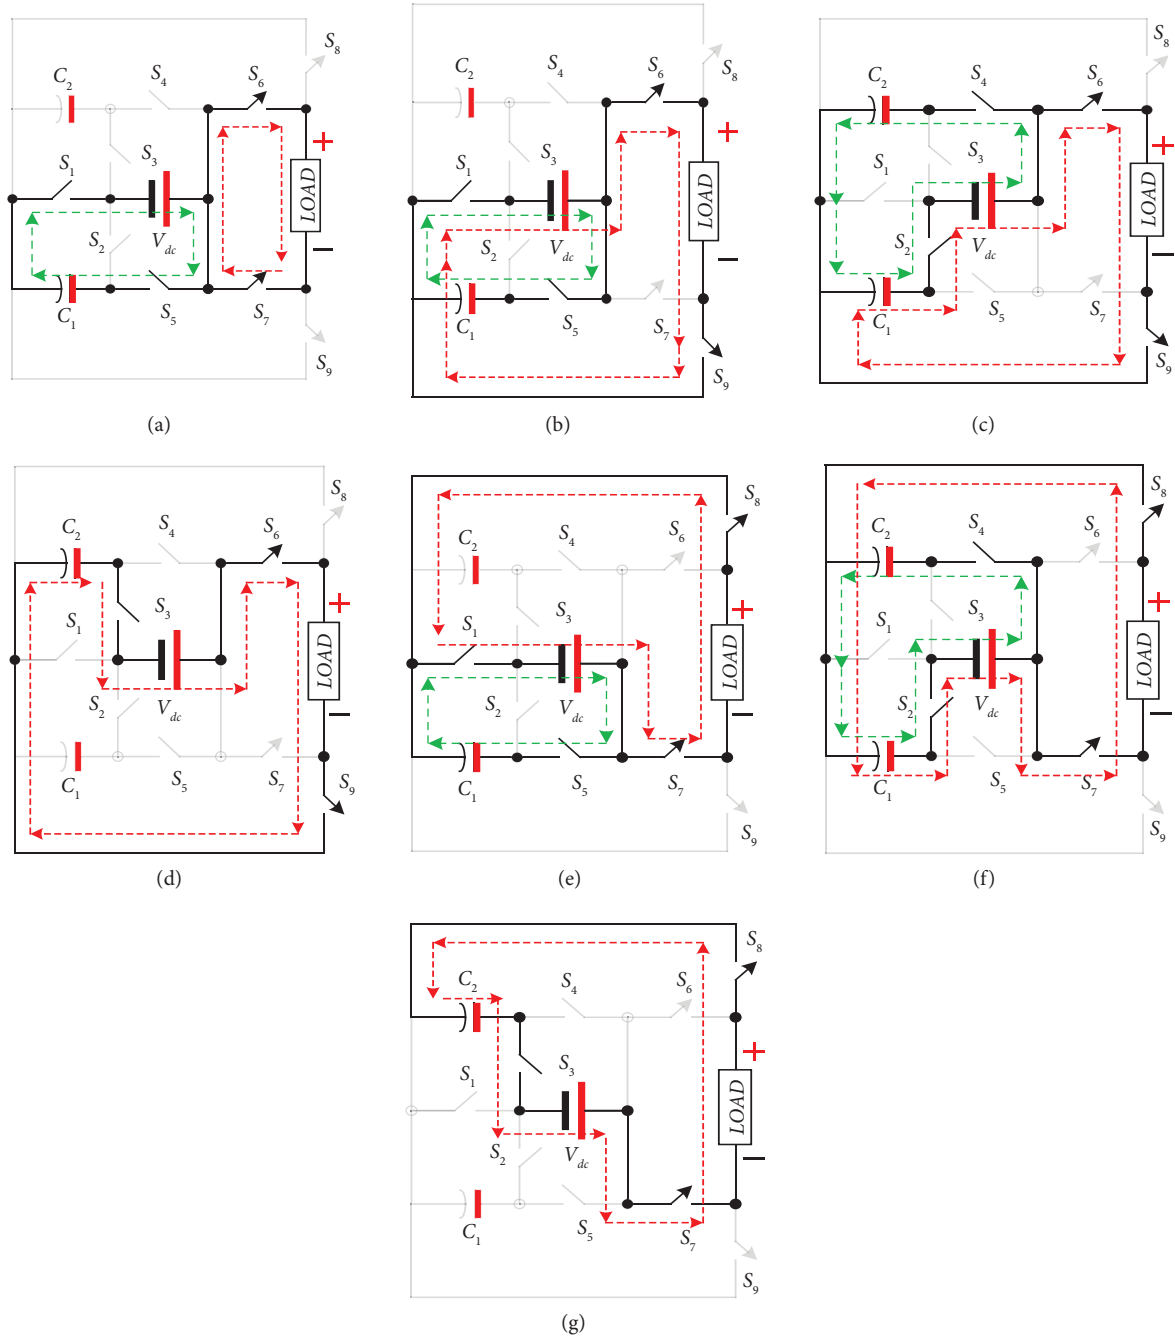 S8
C2
S4
S6
+
S3
S1
LOAD
S2
Vdc
−
C1
S5
S7
S9
(a)
C2
S4
S6
S8
+
S3
S1
LOAD
S2
Vdc
−
C1
S5
S7
S9
(b)
C2
S4
S6
S8
+
S3
S1
LOAD
S2
Vdc
−
C1
S5
S7
S9
(c)
S8
C2
S4
S6
+
S3
S1
LOAD
S2
Vdc
−
C1
S5
S7
S9
(d)
S8
C2
S4
S6
+
S3
S1
LOAD
S2
Vdc
−
C1
S5
S7
S9
(e)
S8
C2
S4
S6
+
S3
S1
LOAD
S2
Vdc
−
C1
S5
S7
S9
(f)
S8
C2
S4
S6
+
S3
S1
LOAD
S2
Vdc
−
C1
S5
S7
S9
(g)